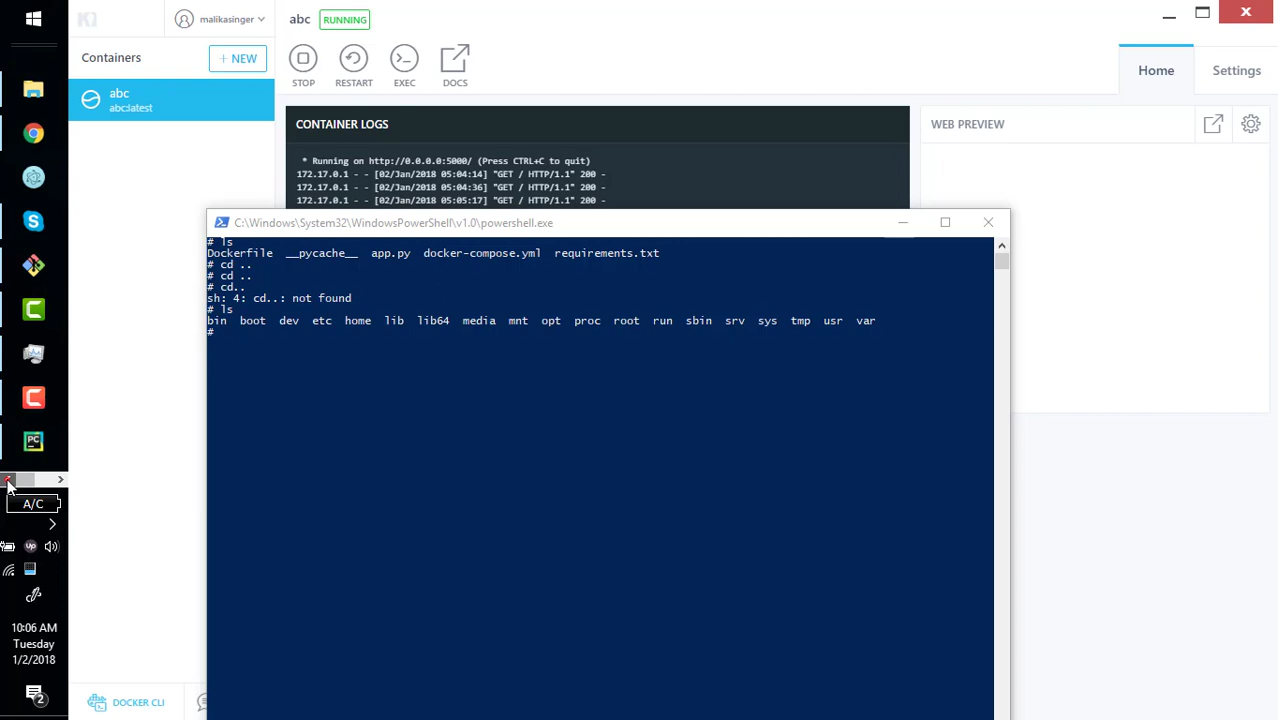 malikasinger
abc RUNNING
Containers
+ NEW
STOP
RESTART
EXEC
DOCS
Home
Settings
abc
abc:latest
CONTAINER LOGS
WEB PREVIEW
* Running on http://0.0.0.0:5000/ (Press CTRL+C to quit)
172.17.0.1 - - [02/Jan/2018 05:04:14] "GET / HTTP/1.1" 200 -
172.17.0.1 - - [02/Jan/2018 05:04:36] "GET / HTTP/1.1" 200 -
172.17.0.1 - - [02/Jan/2018 05:05:17] "GET / HTTP/1.1" 200 -
C:\Windows\System32\WindowsPowerShell\v1.0\powershell.exe
# ls
Dockerfile __pycache__ app.py docker-compose.yml requirements.txt
# cd ..
# cd ..
# cd..
sh: 4: cd..: not found
# ls
bin boot dev etc home lib lib64 media mnt opt proc root run sbin srv sys tmp usr var
#
PC
A/C
up
10:06 AM
Tuesday
1/2/2018
2
DOCKER CLI